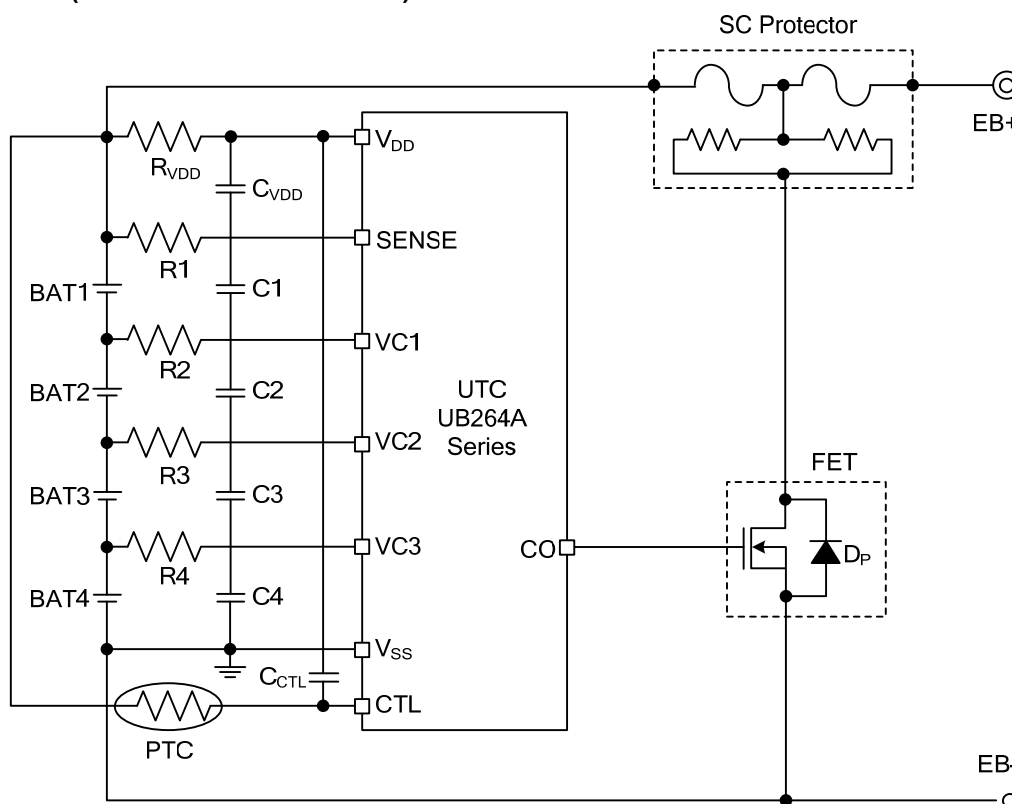 SC Protector
EB+
VDD
RVDD
CVDD
SENSE
R1
BAT1
C1
VC1
R2
BAT2
C2
UTC
UB264A
Series
VC2
R3
FET
BAT3
C3
VC3
CO
DP
R4
BAT4
C4
VSS
CCTL
CTL
PTC
EB-